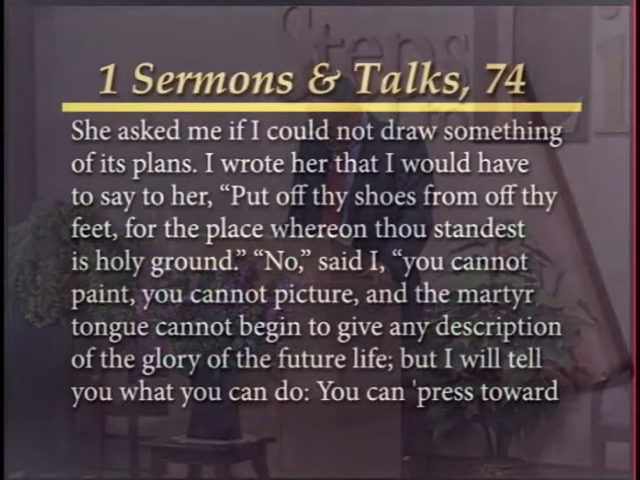 Steps
1 Sermons & Talks, 74
She asked me if I could not draw something
of its plans. I wrote her that I would have
to say to her, “Put off thy shoes from off thy
feet, for the place whereon thou standest
is holy ground.” “No,” said I, “you cannot
paint, you cannot picture, and the martyr
tongue cannot begin to give any description
of the glory of the future life; but I will tell
you what you can do: You can 'press toward